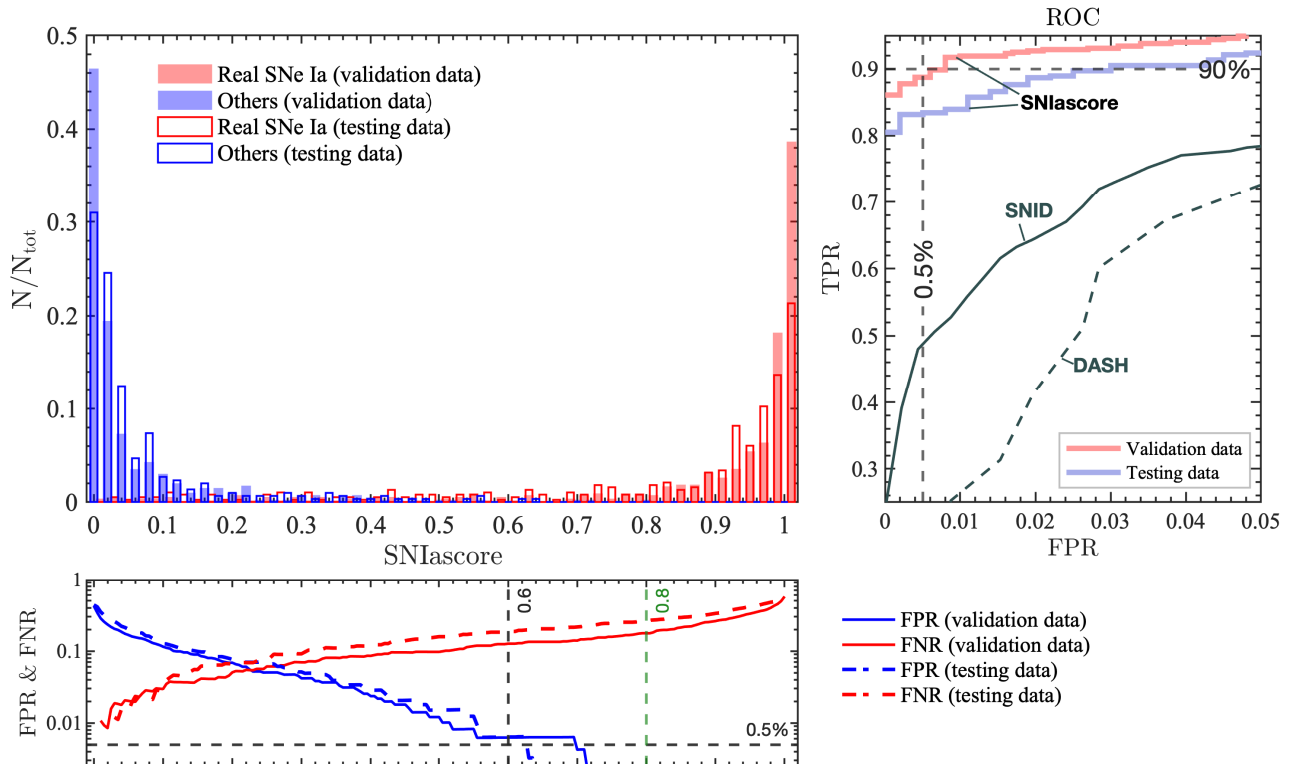 0.5
0.4
0.3
0.2
0.1
0
N/N_tot
Real SNe Ia (validation data)
Others (validation data)
Real SNe Ia (testing data)
Others (testing data)
0 0.1 0.2 0.3 0.4 0.5 0.6 0.7 0.8 0.9 1
SNIascore
ROC
0.9
0.8
0.7
0.6
0.5
0.4
0.3
TPR
90%
SNIascore
SNID
0.5%
DASH
Validation data
Testing data
0 0.01 0.02 0.03 0.04 0.05
FPR
1
0.1
0.01
FPR & FNR
0.6
0.8
0.5%
FPR (validation data)
FNR (validation data)
FPR (testing data)
FNR (testing data)